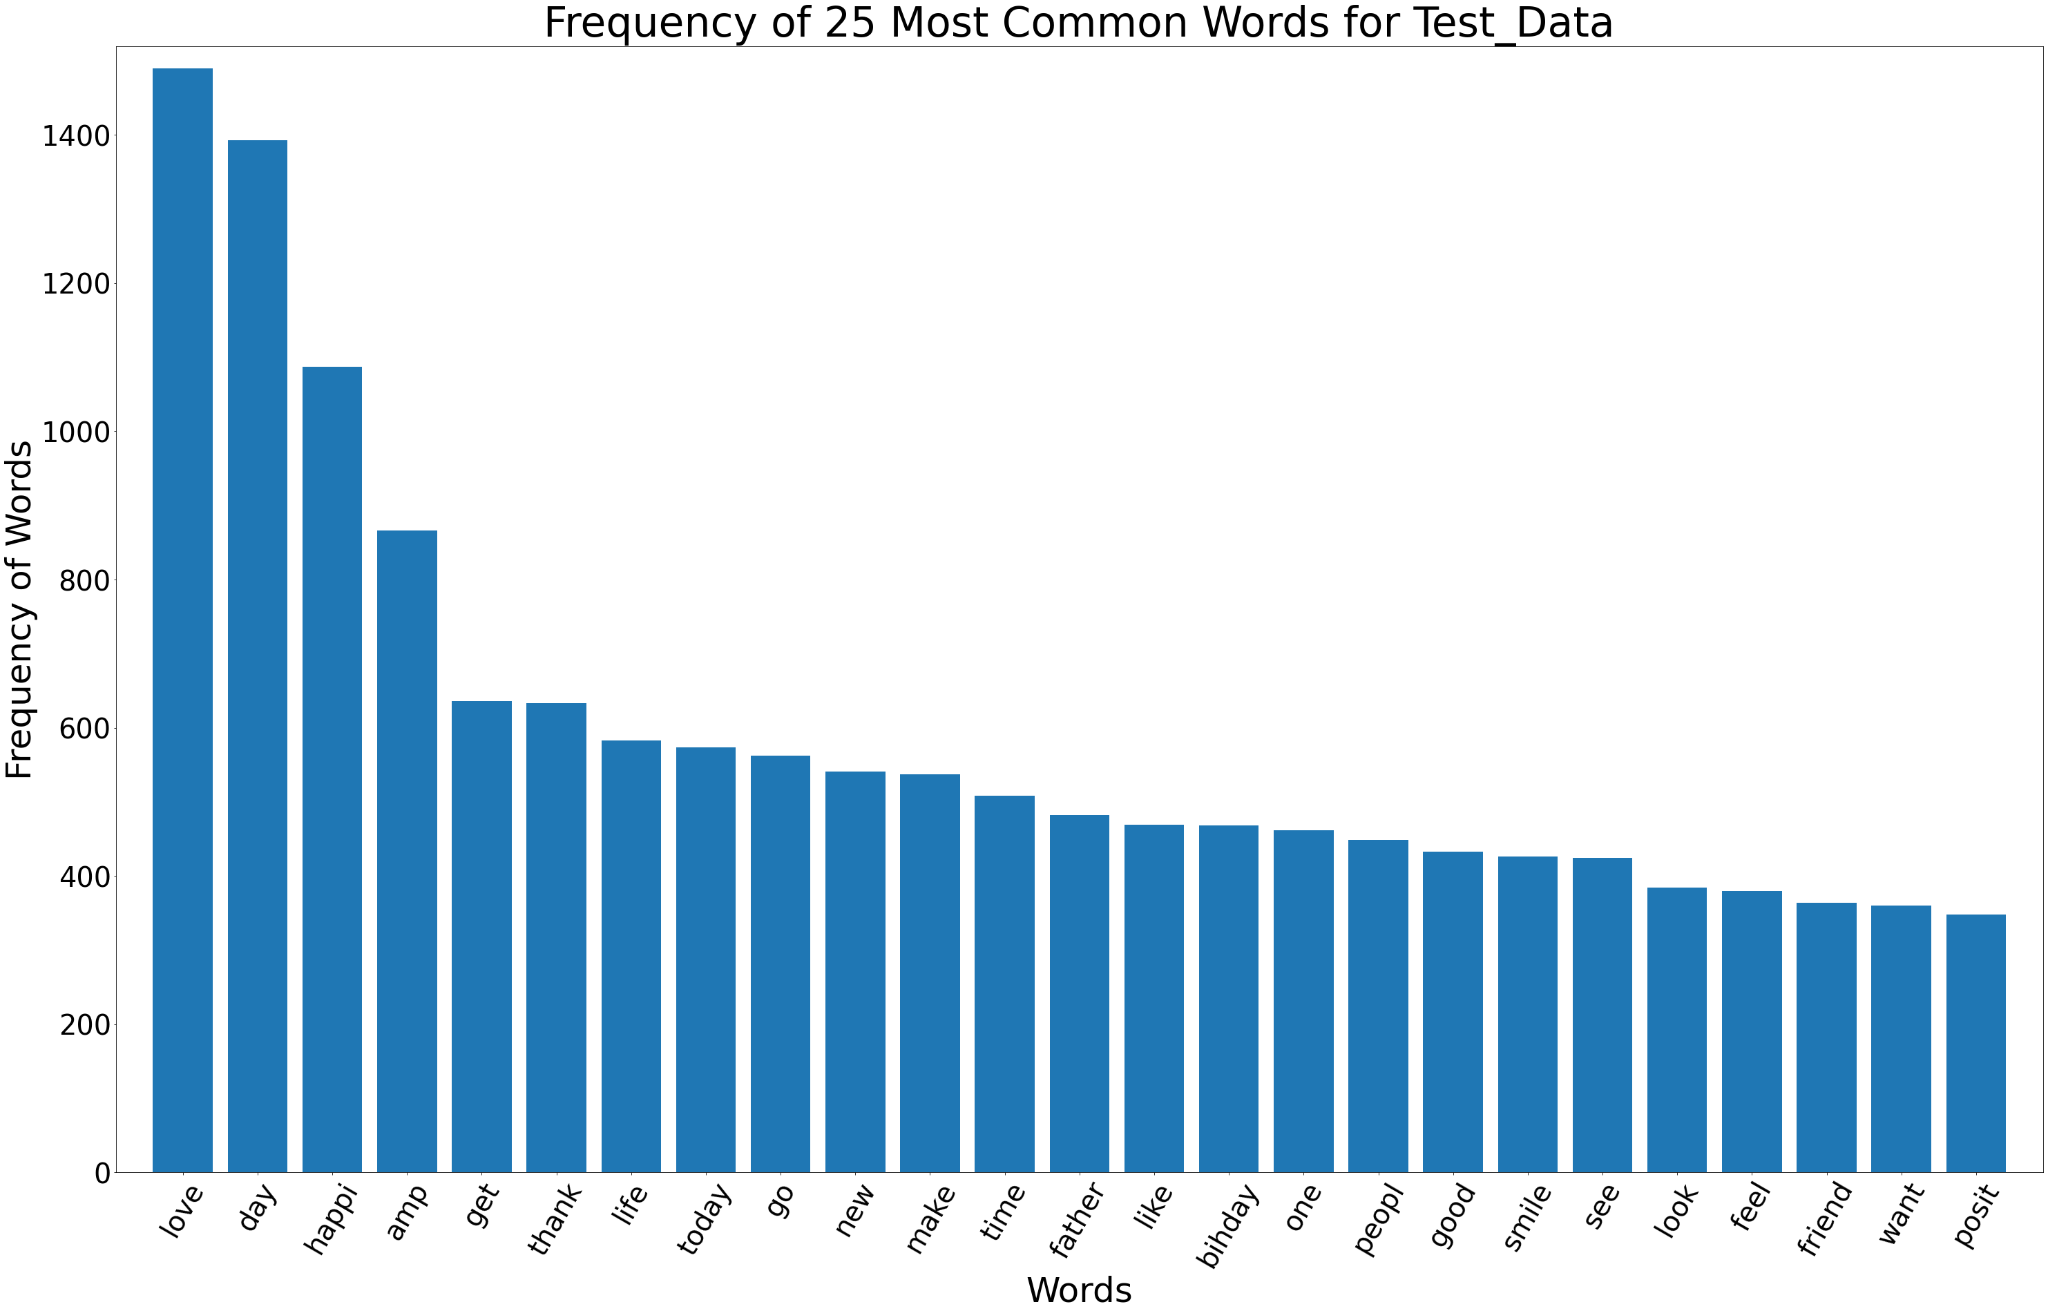 Frequency of 25 Most Common Words for Test_Data
Frequency of Words
1400
1200
1000
800
600
400
200
0
love
day
happi
amp
get
thank
life
today
go
new
make
time
father
like
bihday
one
peopl
good
smile
see
look
feel
friend
want
posit
Words